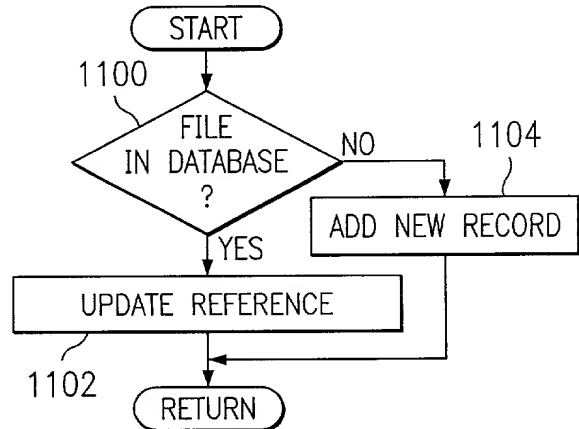 START
1100
FILE
IN DATABASE
?
NO
1104
ADD NEW RECORD
YES
UPDATE REFERENCE
1102
RETURN